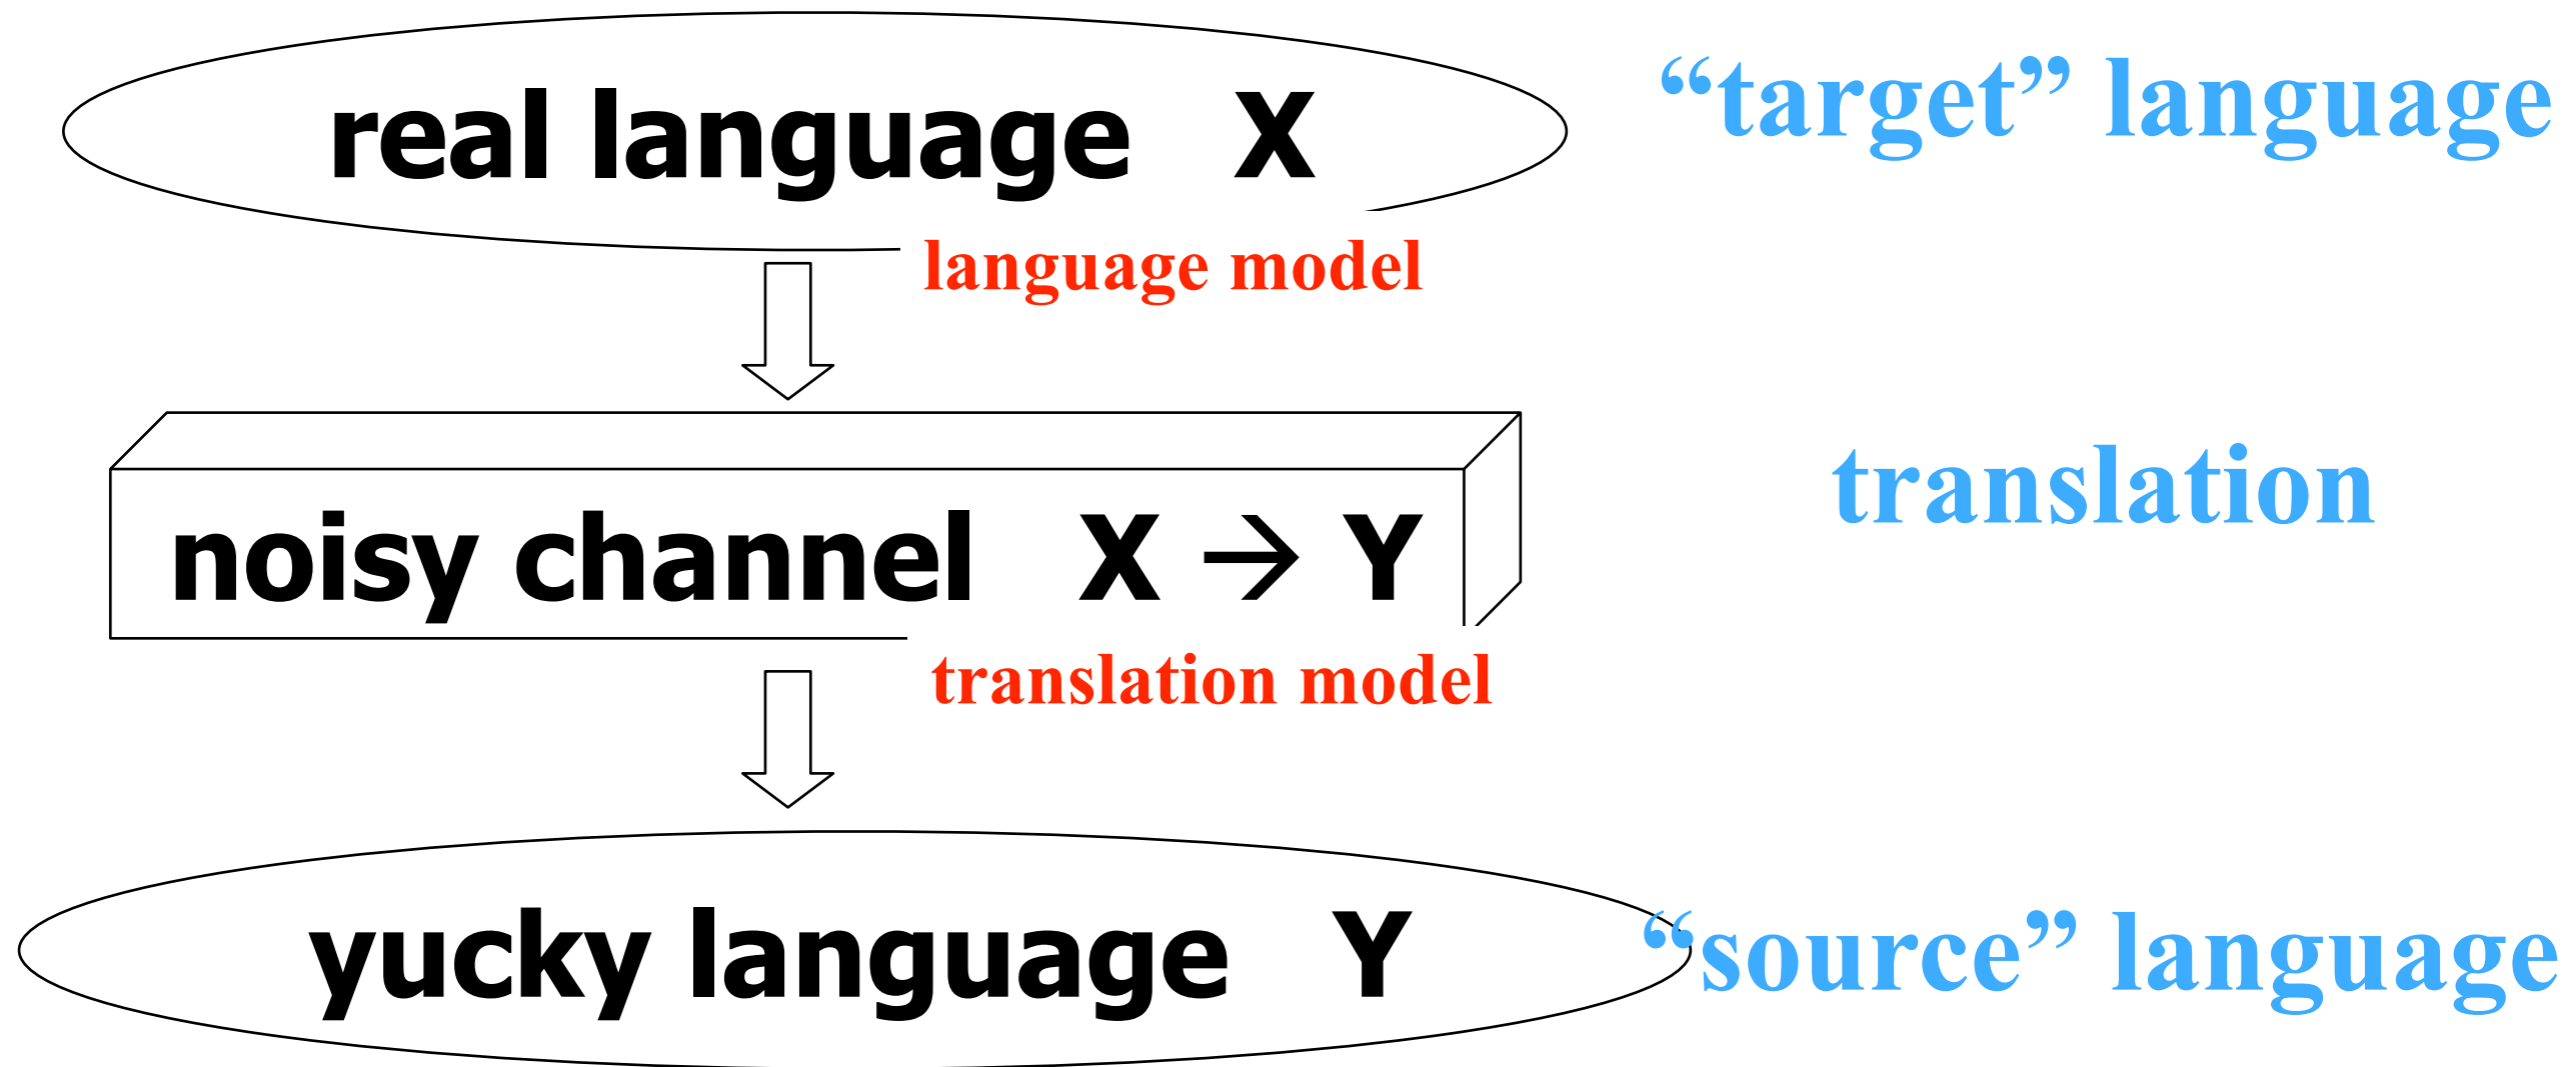 real language X
“target” language
language model
noisy channel X → Y
translation
translation model
yucky language Y
“source” language